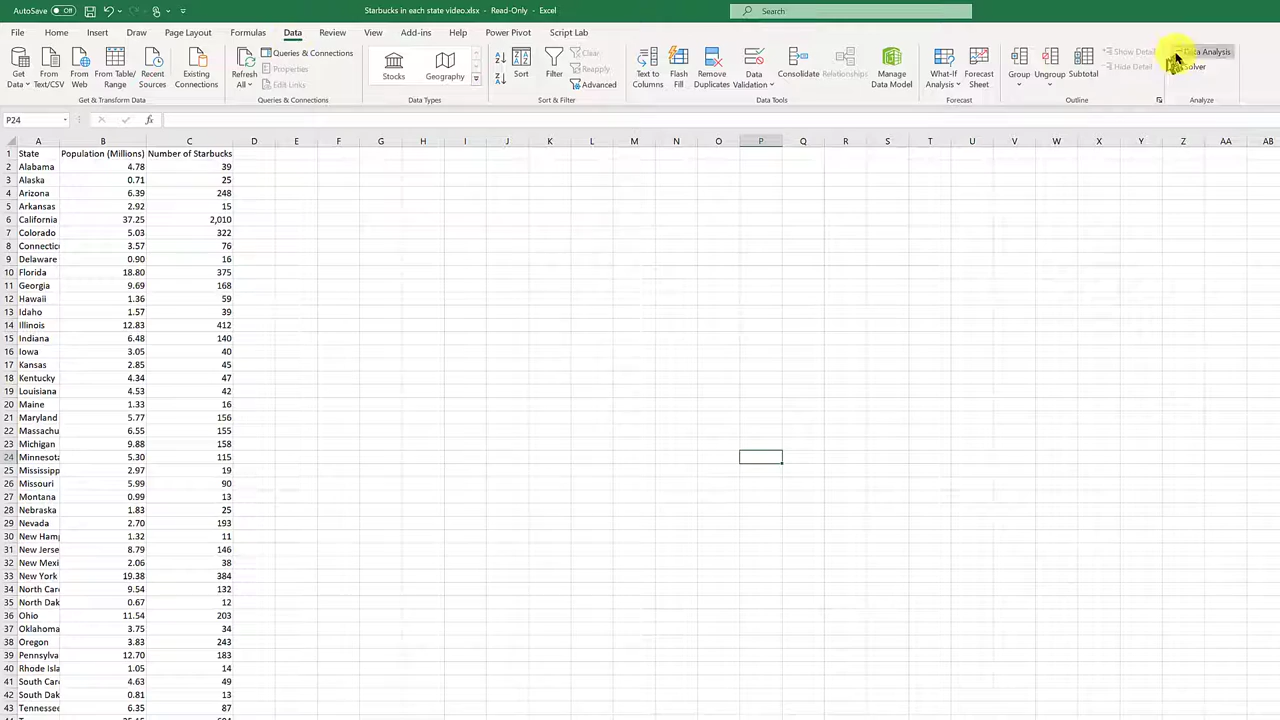 AutoSave Off Starbucks in each state video.xlsx - Read-Only - Excel Search
File Home Insert Draw Page Layout Formulas Data Review View Add-ins Help Power Pivot Script Lab
Get Data From Text/CSV From Web From Table/ Range Recent Sources Existing Connections
Refresh All Queries & Connections Properties Edit Links
Stocks Geography
Sort Filter Clear Reapply Advanced
Text to Columns Flash Fill Remove Duplicates Data Validation Consolidate Relationships Manage Data Model
What-If Analysis Forecast Sheet
Group Ungroup Subtotal Show Detail Hide Detail
Data Analysis
Get & Transform Data Queries & Connections Data Types Sort & Filter Data Tools Forecast Outline Analyze
P24 fx
A B C D E F G H I J K L M N O P Q R S T U V W X Y Z AA AB
1 State Population (Millions) Number of Starbucks
2 Alabama 4.78 39
3 Alaska 0.71 25
4 Arizona 6.39 248
5 Arkansas 2.92 15
6 California 37.25 2,010
7 Colorado 5.03 322
8 Connectic 3.57 76
9 Delaware 0.90 16
10 Florida 18.80 375
11 Georgia 9.69 168
12 Hawaii 1.36 59
13 Idaho 1.57 39
14 Illinois 12.83 412
15 Indiana 6.48 140
16 Iowa 3.05 40
17 Kansas 2.85 45
18 Kentucky 4.34 47
19 Louisiana 4.53 42
20 Maine 1.33 16
21 Maryland 5.77 156
22 Massachu 6.55 155
23 Michigan 9.88 158
24 Minnesota 5.30 115
25 Mississipp 2.97 19
26 Missouri 5.99 90
27 Montana 0.99 13
28 Nebraska 1.83 25
29 Nevada 2.70 193
30 New Ham 1.32 11
31 New Jerse 8.79 146
32 New Mexi 2.06 38
33 New York 19.38 384
34 North Car 9.54 132
35 North Dak 0.67 12
36 Ohio 11.54 203
37 Oklahoma 3.75 34
38 Oregon 3.83 243
39 Pennsylva 12.70 183
40 Rhode Isla 1.05 14
41 South Car 4.63 49
42 South Dak 0.81 13
43 Tennessee 6.35 87